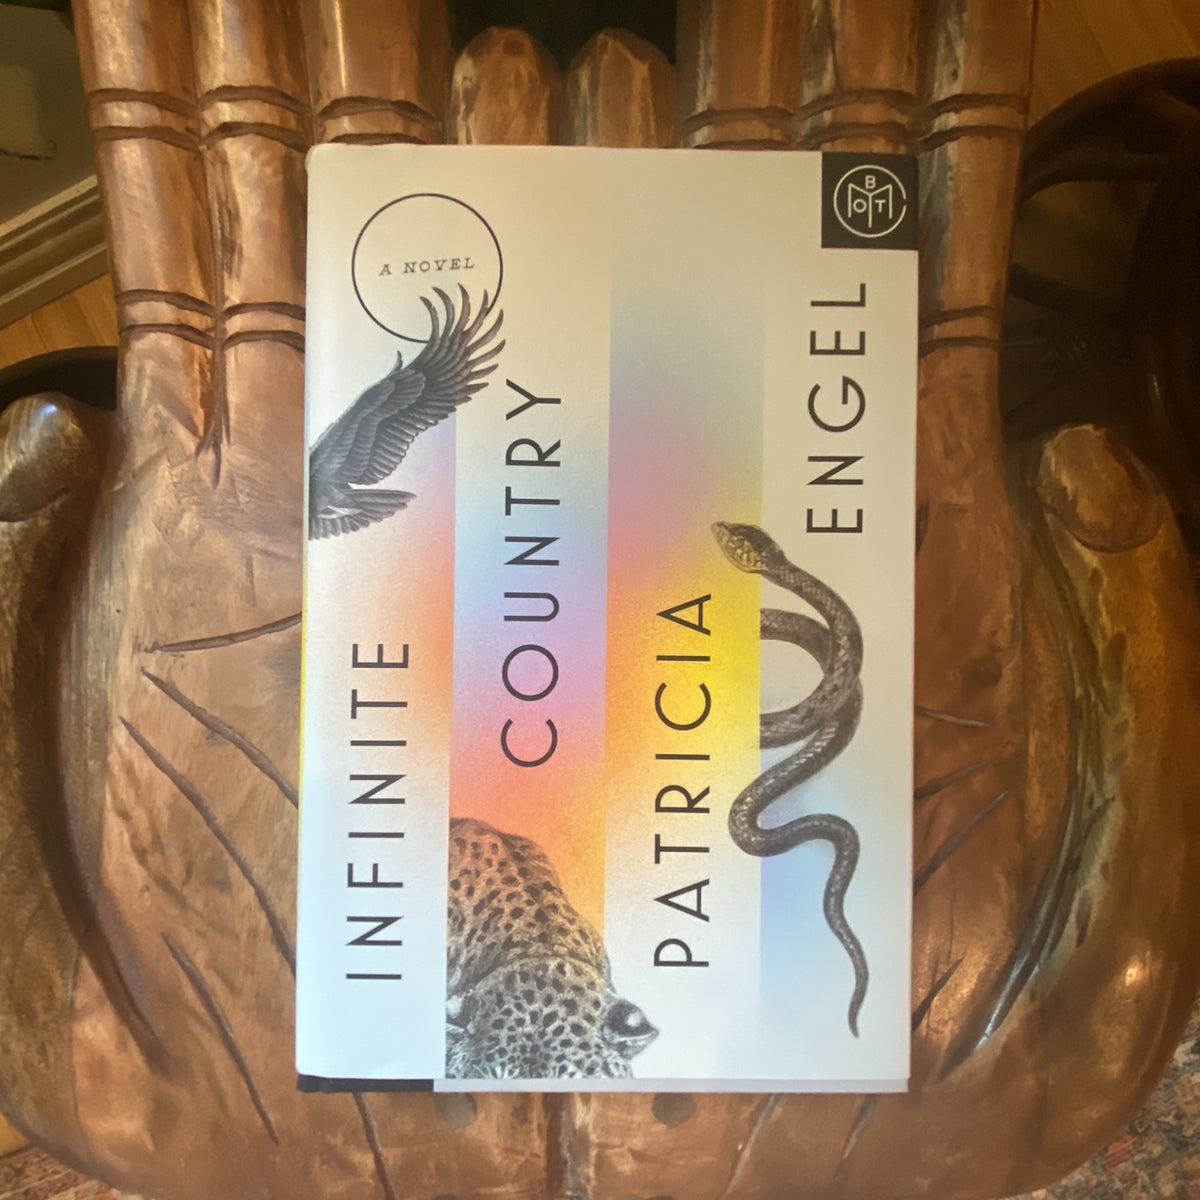 A NOVEL
INFINITE
COUNTRY
PATRICIA
ENGEL
BOTM